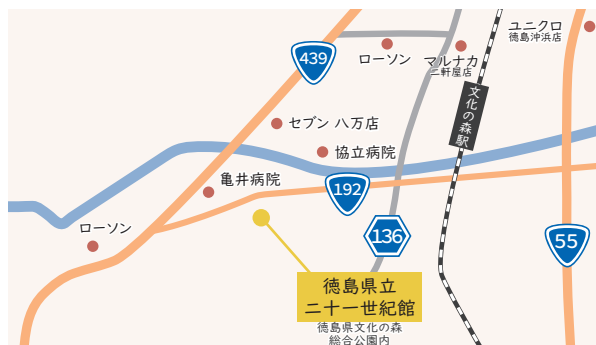 ユニクロ
徳島沖浜店
439
ローソン
マルナカ
二軒屋店
文化の森駅
セブン 八万店
協立病院
亀井病院
192
ローソン
136
55
徳島県立
二十一世紀館
徳島県文化の森
総合公園内